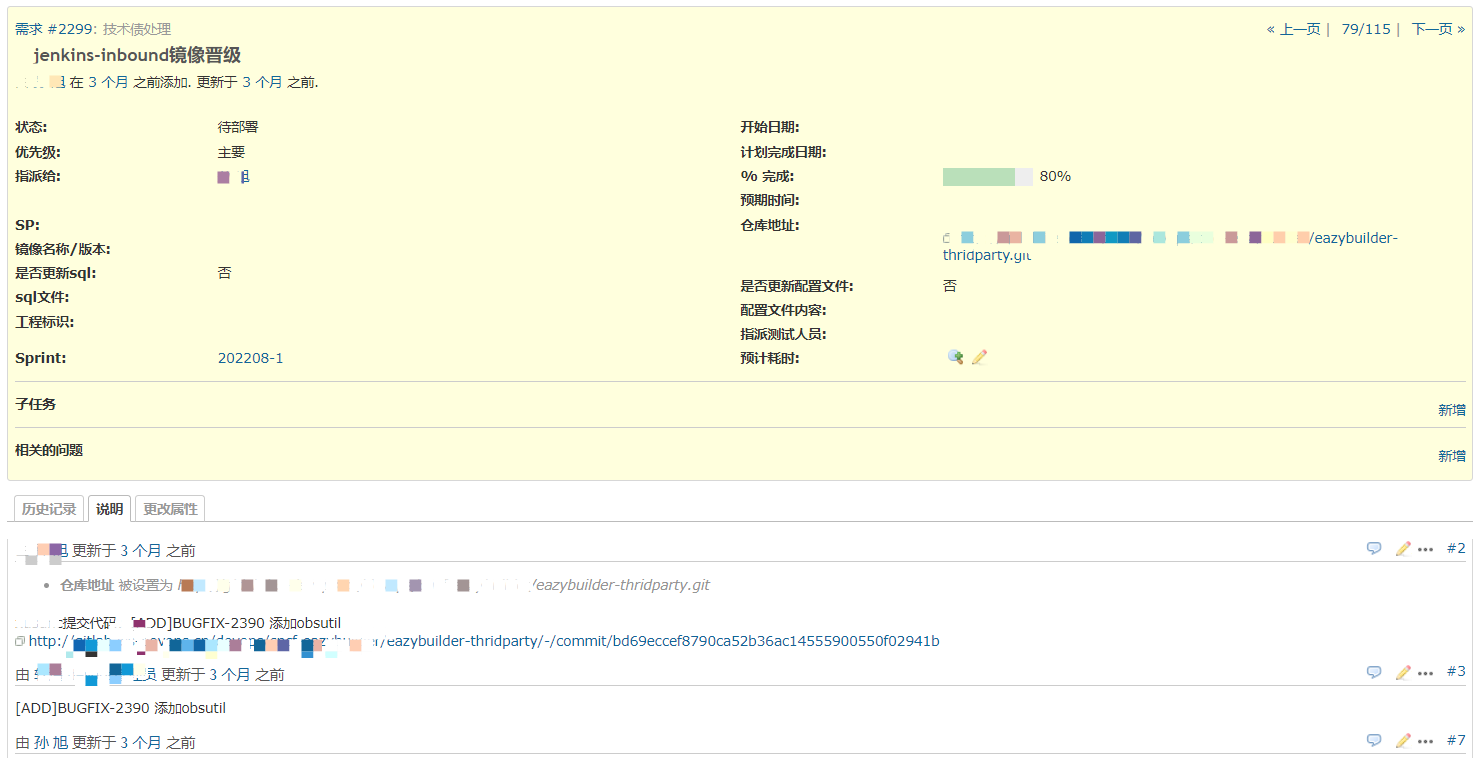 需求 #2299: 技术债处理
« 上一页 | 79/115 | 下一页 »
jenkins-inbound镜像晋级
旭 在 3 个月 之前添加. 更新于 3 个月 之前.
状态: 待部署 开始日期:
优先级: 主要 计划完成日期:
指派给: % 完成: 80%
预期时间:
SP: 仓库地址: /eazybuilder-
thridparty.git
镜像名称/版本:
是否更新sql: 否 是否更新配置文件: 否
sql文件: 配置文件内容:
工程标识: 指派测试人员:
Sprint: 202208-1 预计耗时:
子任务 新增
相关的问题 新增
历史记录 说明 更改属性
更新于 3 个月 之前 #2
仓库地址 被设置为 /eazybuilder-thridparty.git
提交代码 [ADD]BUGFIX-2390 添加obsutil
http:// /eazybuilder-thridparty/-/commit/bd69eccef8790ca52b36ac14555900550f02941b
由 员 更新于 3 个月 之前 #3
[ADD]BUGFIX-2390 添加obsutil
由 孙 旭 更新于 3 个月 之前 #7